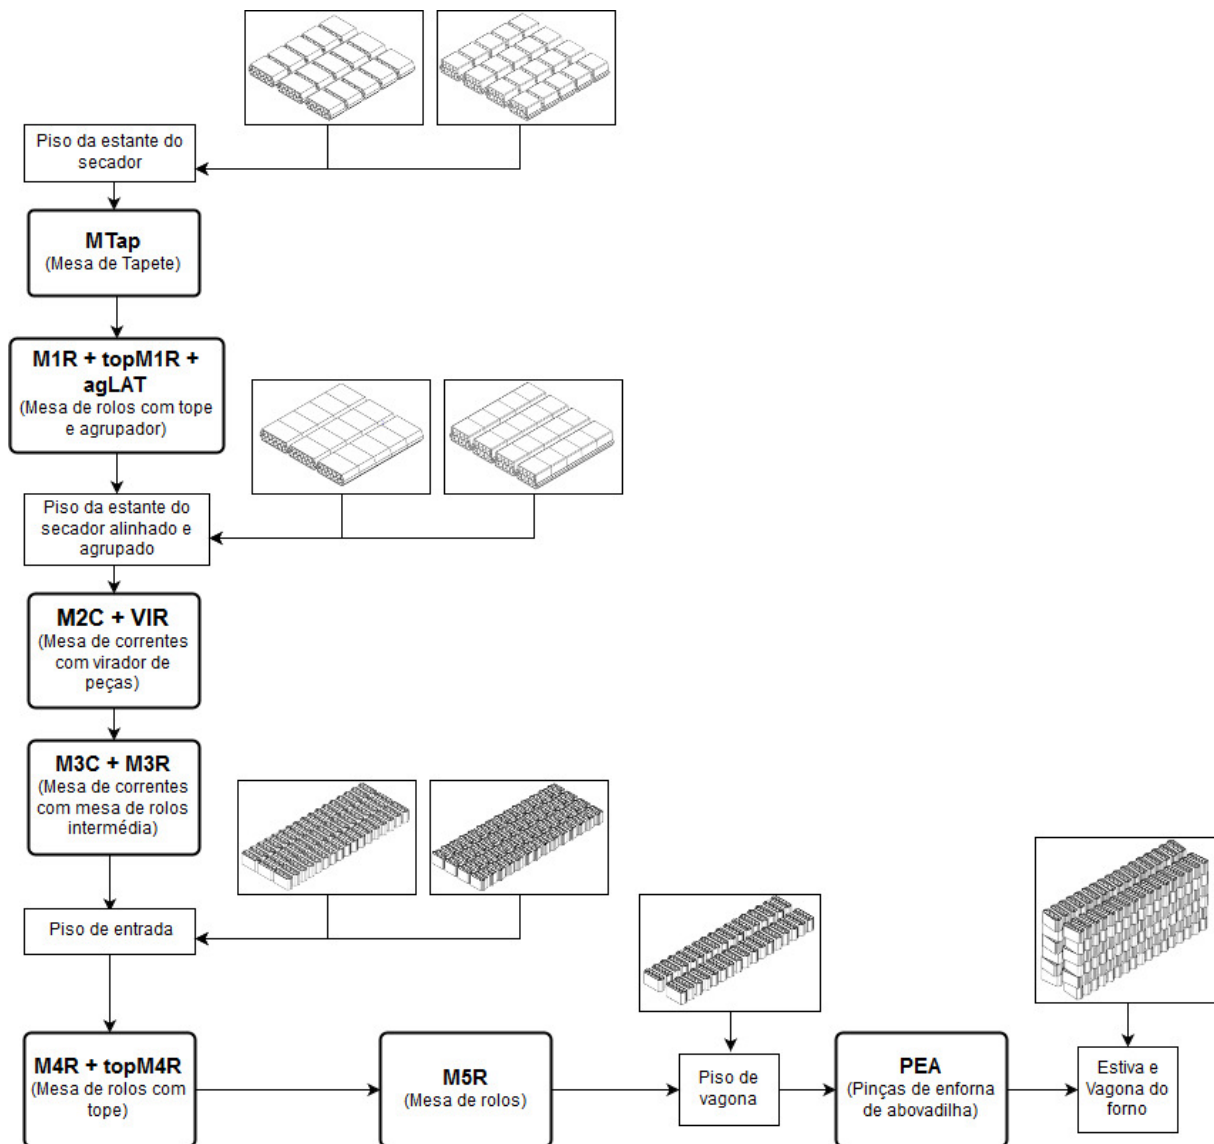 Piso da estante do
secador
MTap
(Mesa de Tapete)
M1R + topM1R +
agLAT
(Mesa de rolos com tope
e agrupador)
Piso da estante do
secador alinhado e
agrupado
M2C + VIR
(Mesa de correntes
com virador de
peças)
M3C + M3R
(Mesa de correntes
com mesa de rolos
intermédia)
Piso de entrada
M4R + topM4R
(Mesa de rolos com
tope)
M5R
(Mesa de rolos)
Piso de
vagona
PEA
(Pinças de enforna
de abovadilha)
Estiva e
Vagona do
forno